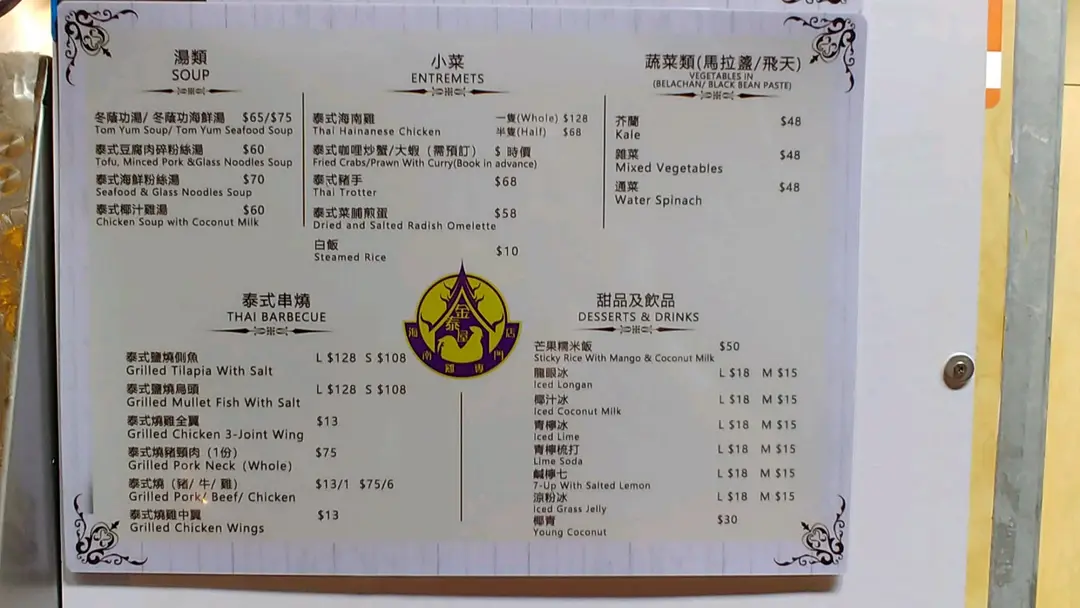 湯類
SOUP
冬蔭功湯/ 冬蔭功海鮮湯 $65/$75
Tom Yum Soup/ Tom Yum Seafood Soup
泰式豆腐肉碎粉絲湯 $60
Tofu, Minced Pork &Glass Noodles Soup
泰式海鮮粉絲湯 $70
Seafood & Glass Noodles Soup
泰式椰汁雞湯 $60
Chicken Soup with Coconut Milk
小菜
ENTREMETS
泰式海南雞 一隻(Whole) $128
Thai Hainanese Chicken 半隻(Half) $68
泰式咖哩炒蟹/大蝦（需預訂） $ 時價
Fried Crabs/Prawn With Curry(Book in advance)
泰式豬手 $68
Thai Trotter
泰式菜脯煎蛋 $58
Dried and Salted Radish Omelette
白飯 $10
Steamed Rice
蔬菜類(馬拉盞/飛天)
VEGETABLES IN
(BELACHAN/ BLACK BEAN PASTE)
芥蘭 $48
Kale
雜菜 $48
Mixed Vegetables
通菜 $48
Water Spinach
泰式串燒
THAI BARBECUE
泰式鹽燒側魚 L $128 S $108
Grilled Tilapia With Salt
泰式鹽燒烏頭 L $128 S $108
Grilled Mullet Fish With Salt
泰式燒雞全翼 $13
Grilled Chicken 3-Joint Wing
泰式燒豬頸肉（1份） $75
Grilled Pork Neck (Whole)
泰式燒（豬/ 牛/ 雞） $13/1 $75/6
Grilled Pork/ Beef/ Chicken
泰式燒雞中翼 $13
Grilled Chicken Wings
金泰屋
海南雞專門店
甜品及飲品
DESSERTS & DRINKS
芒果糯米飯 $50
Sticky Rice With Mango & Coconut Milk
龍眼冰 L $18 M $15
Iced Longan
椰汁冰 L $18 M $15
Iced Coconut Milk
青檸冰 L $18 M $15
Iced Lime
青檸梳打 L $18 M $15
Lime Soda
鹹檸七 L $18 M $15
7-Up With Salted Lemon
涼粉冰 L $18 M $15
Iced Grass Jelly
椰青 $30
Young Coconut